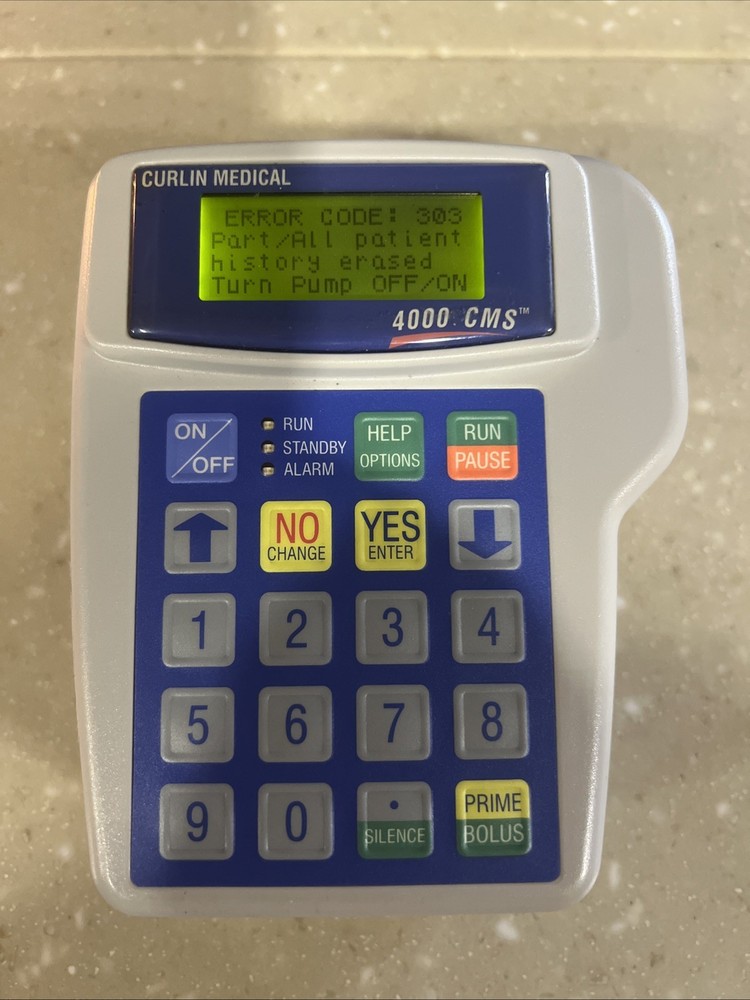 CURLIN MEDICAL
ERROR CODE: 303
Part/All patient
history erased
Turn Pump OFF/ON
4000 CMS™
ON/OFF
RUN
STANDBY
ALARM
HELP
OPTIONS
RUN
PAUSE
NO
CHANGE
YES
ENTER
1 2 3 4
5 6 7 8
9 0 .
SILENCE
PRIME
BOLUS